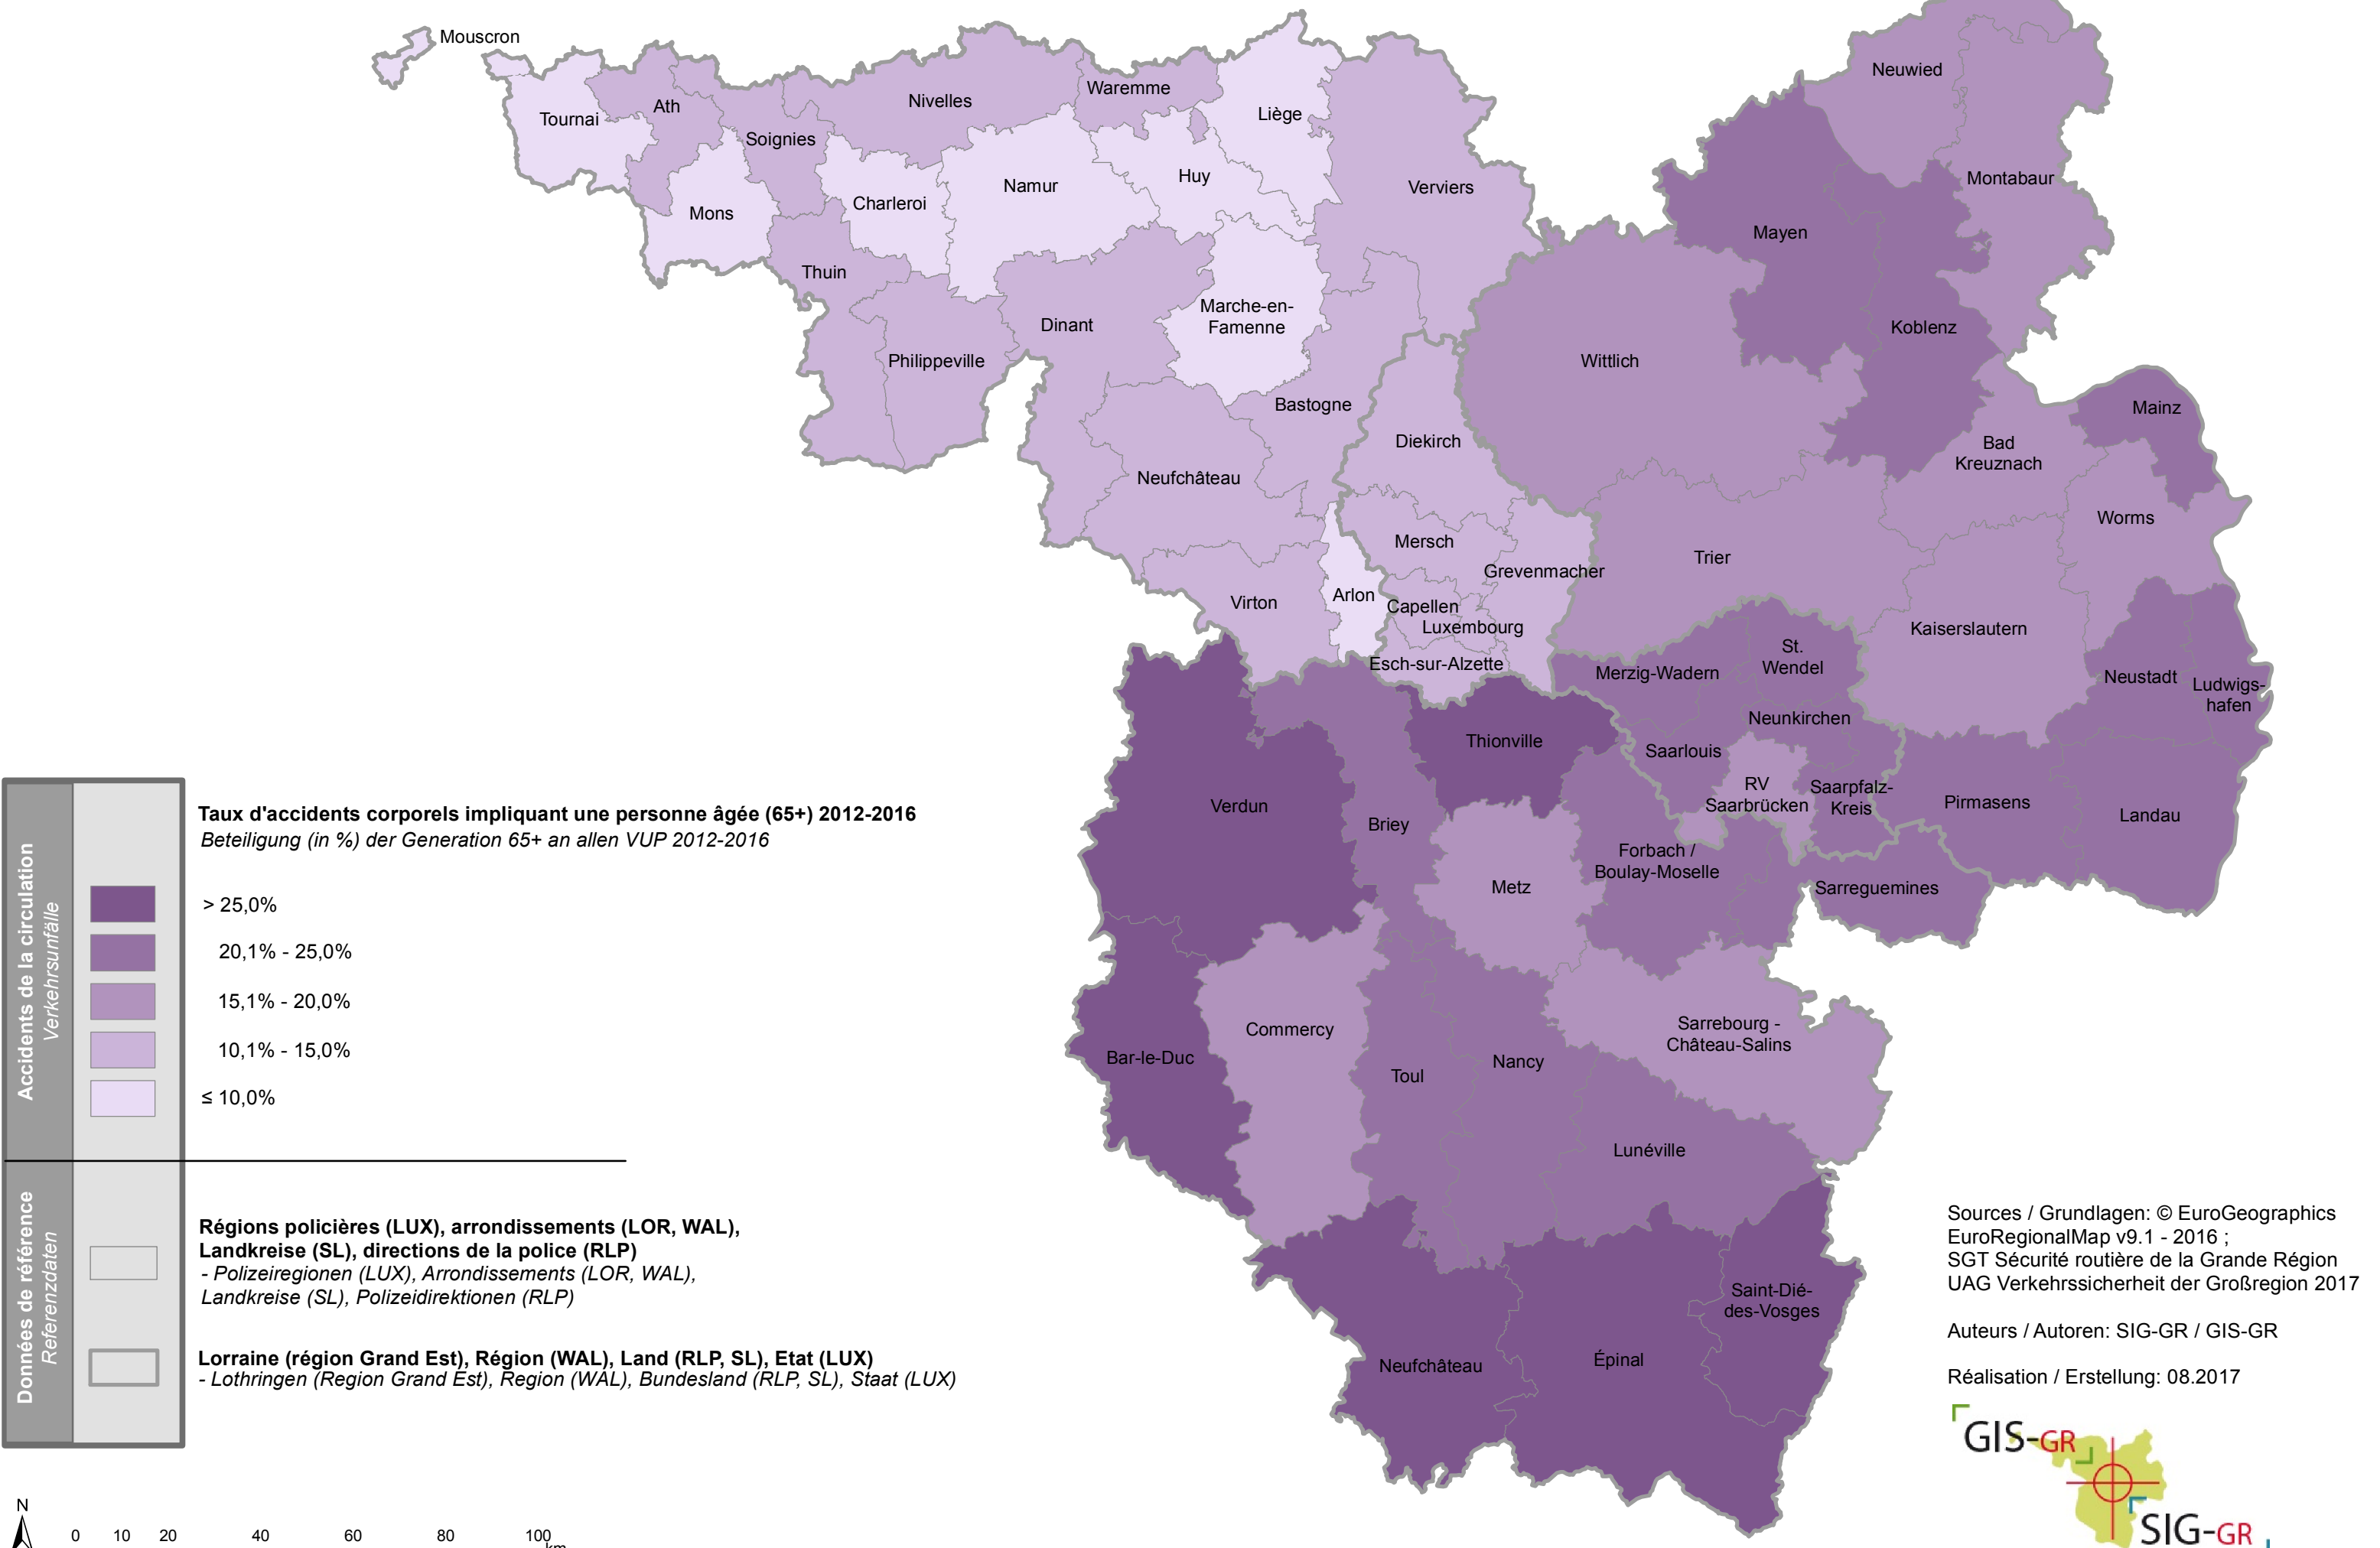 Mouscron
Tournai
Ath
Soignies
Mons
Nivelles
Waremme
Liège
Charleroi
Namur
Huy
Verviers
Thuin
Philippeville
Dinant
Marche-en-
Famenne
Bastogne
Neufchâteau
Virton
Arlon
Diekirch
Mersch
Grevenmacher
Capellen
Luxembourg
Esch-sur-Alzette
Neuwied
Montabaur
Mayen
Koblenz
Wittlich
Mainz
Bad
Kreuznach
Worms
Trier
Kaiserslautern
Neustadt
Ludwigs-
hafen
Pirmasens
Landau
Merzig-Wadern
St.
Wendel
Neunkirchen
Saarlouis
RV
Saarbrücken
Saarpfalz-
Kreis
Thionville
Verdun
Briey
Metz
Forbach /
Boulay-Moselle
Sarreguemines
Sarrebourg -
Château-Salins
Commercy
Bar-le-Duc
Toul
Nancy
Lunéville
Neufchâteau
Épinal
Saint-Dié-
des-Vosges
Accidents de la circulation
Verkehrsunfälle
Taux d'accidents corporels impliquant une personne âgée (65+) 2012-2016
Beteiligung (in %) der Generation 65+ an allen VUP 2012-2016
> 25,0%
20,1% - 25,0%
15,1% - 20,0%
10,1% - 15,0%
≤ 10,0%
Données de référence
Referenzdaten
Régions policières (LUX), arrondissements (LOR, WAL),
Landkreise (SL), directions de la police (RLP)
- Polizeiregionen (LUX), Arrondissements (LOR, WAL),
Landkreise (SL), Polizeidirektionen (RLP)
Lorraine (région Grand Est), Région (WAL), Land (RLP, SL), Etat (LUX)
- Lothringen (Region Grand Est), Region (WAL), Bundesland (RLP, SL), Staat (LUX)
N
0 10 20 40 60 80 100
km
Sources / Grundlagen: © EuroGeographics
EuroRegionalMap v9.1 - 2016 ;
SGT Sécurité routière de la Grande Région
UAG Verkehrssicherheit der Großregion 2017
Auteurs / Autoren: SIG-GR / GIS-GR
Réalisation / Erstellung: 08.2017
GIS-GR
SIG-GR